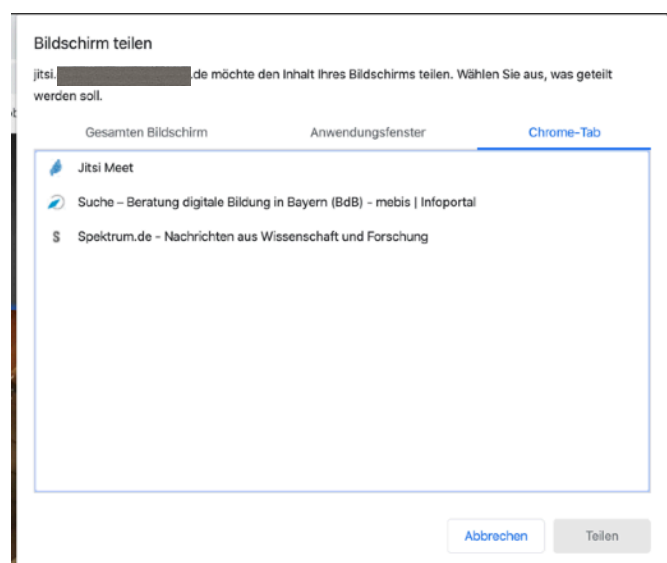 Bildschirm teilen
jitsi. .de möchte den Inhalt Ihres Bildschirms teilen. Wählen Sie aus, was geteilt
werden soll.
Gesamten Bildschirm Anwendungsfenster Chrome-Tab
Jitsi Meet
Suche – Beratung digitale Bildung in Bayern (BdB) – mebis | Infoportal
S Spektrum.de - Nachrichten aus Wissenschaft und Forschung
Abbrechen Teilen